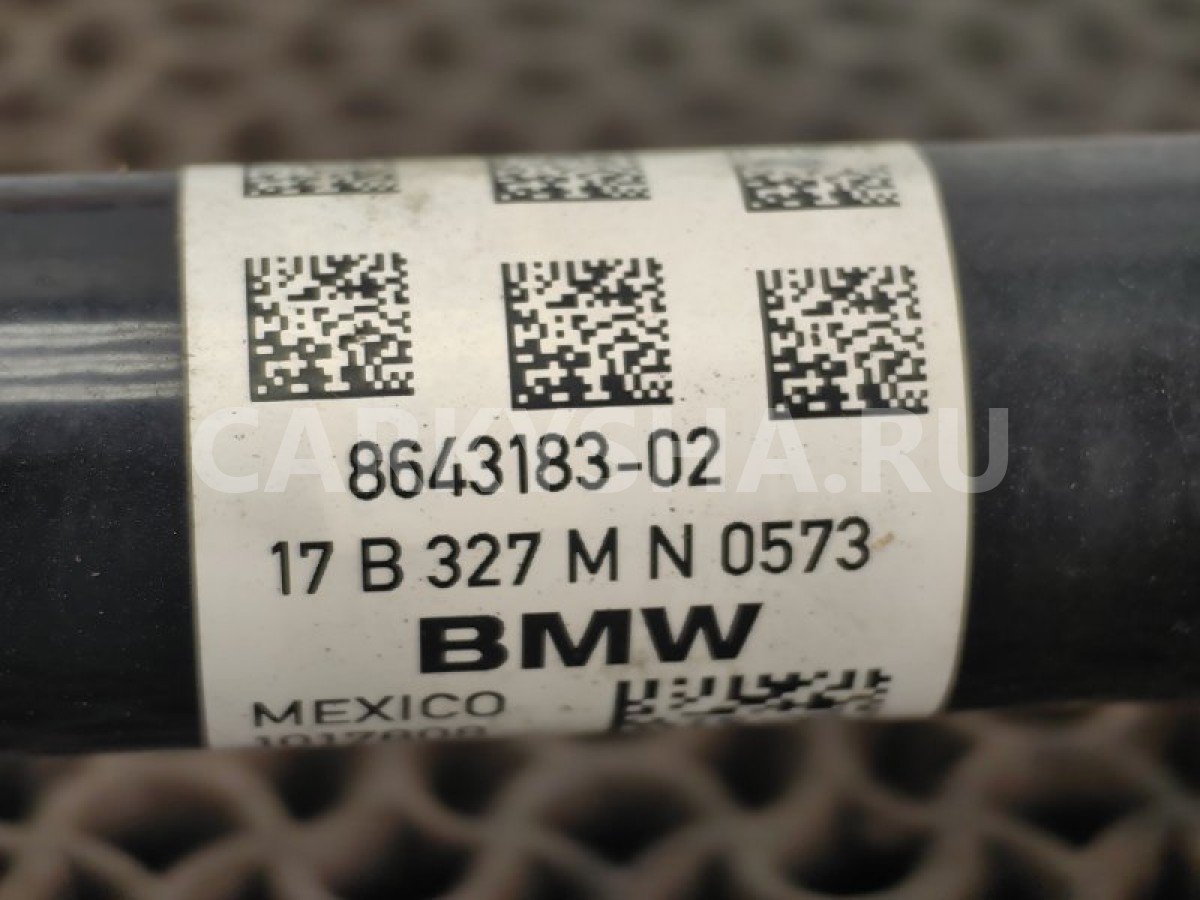 CARKYSHA.RU
8643183-02
17 B 327 M N 0573
BMW
MEXICO